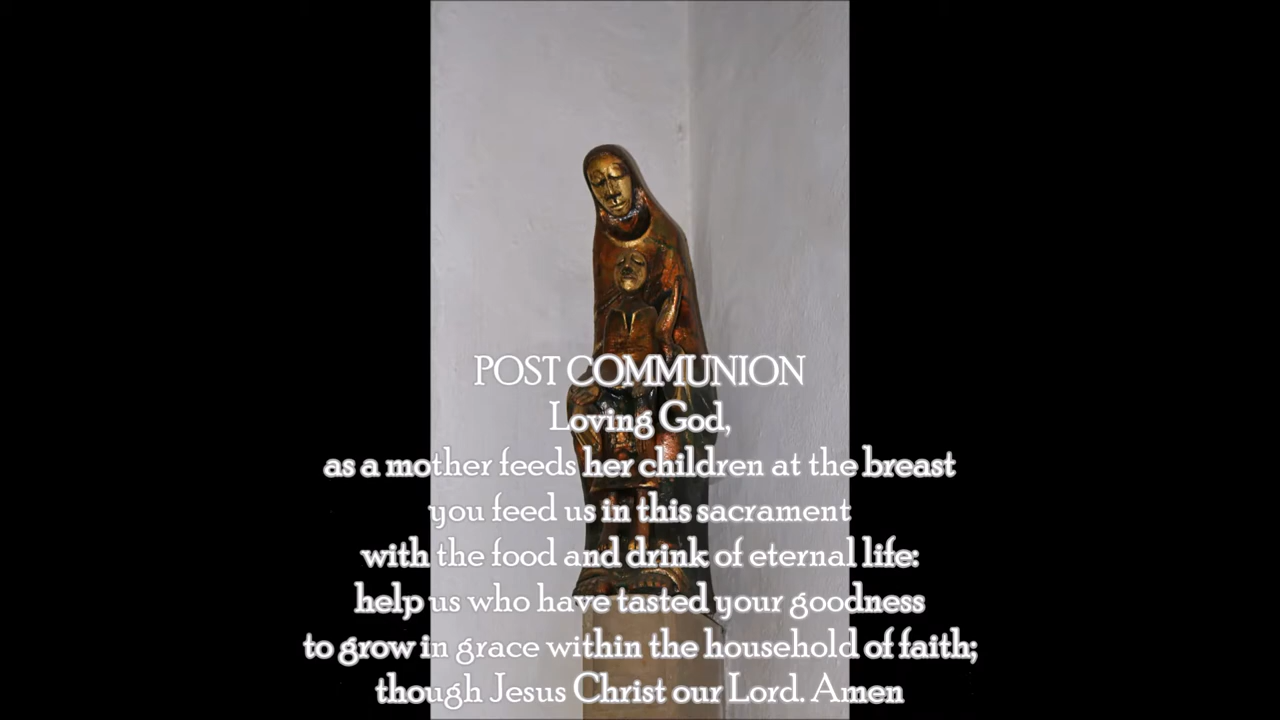 POST COMMUNION
Loving God,
as a mother feeds her children at the breast
you feed us in this sacrament
with the food and drink of eternal life:
help us who have tasted your goodness
to grow in grace within the household of faith;
though Jesus Christ our Lord. Amen